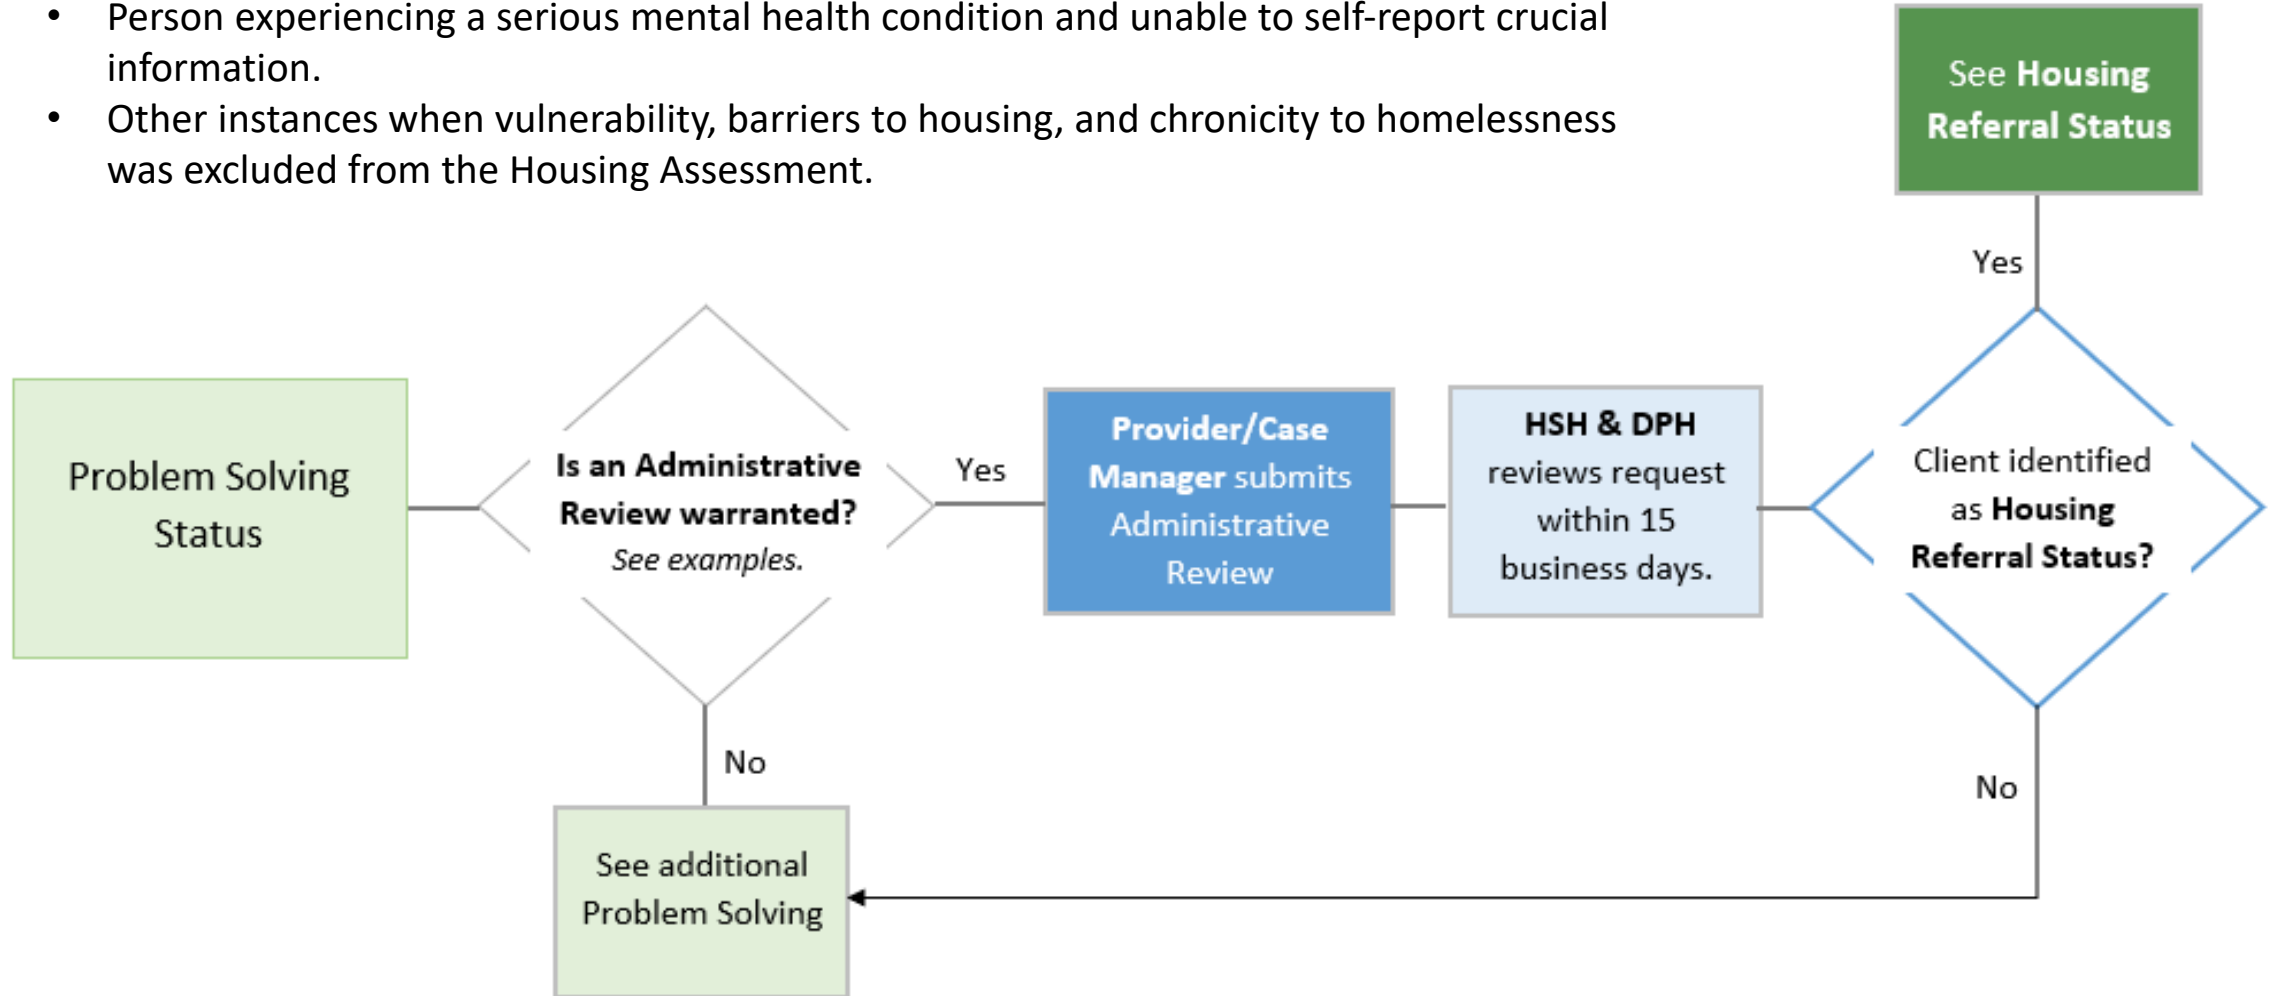 • Person experiencing a serious mental health condition and unable to self-report crucial
information.
• Other instances when vulnerability, barriers to housing, and chronicity to homelessness
was excluded from the Housing Assessment.
See Housing
Referral Status
Yes
Problem Solving
Status
Is an Administrative
Review warranted?
See examples.
Yes
Provider/Case
Manager submits
Administrative
Review
HSH & DPH
reviews request
within 15
business days.
Client identified
as Housing
Referral Status?
No
No
See additional
Problem Solving